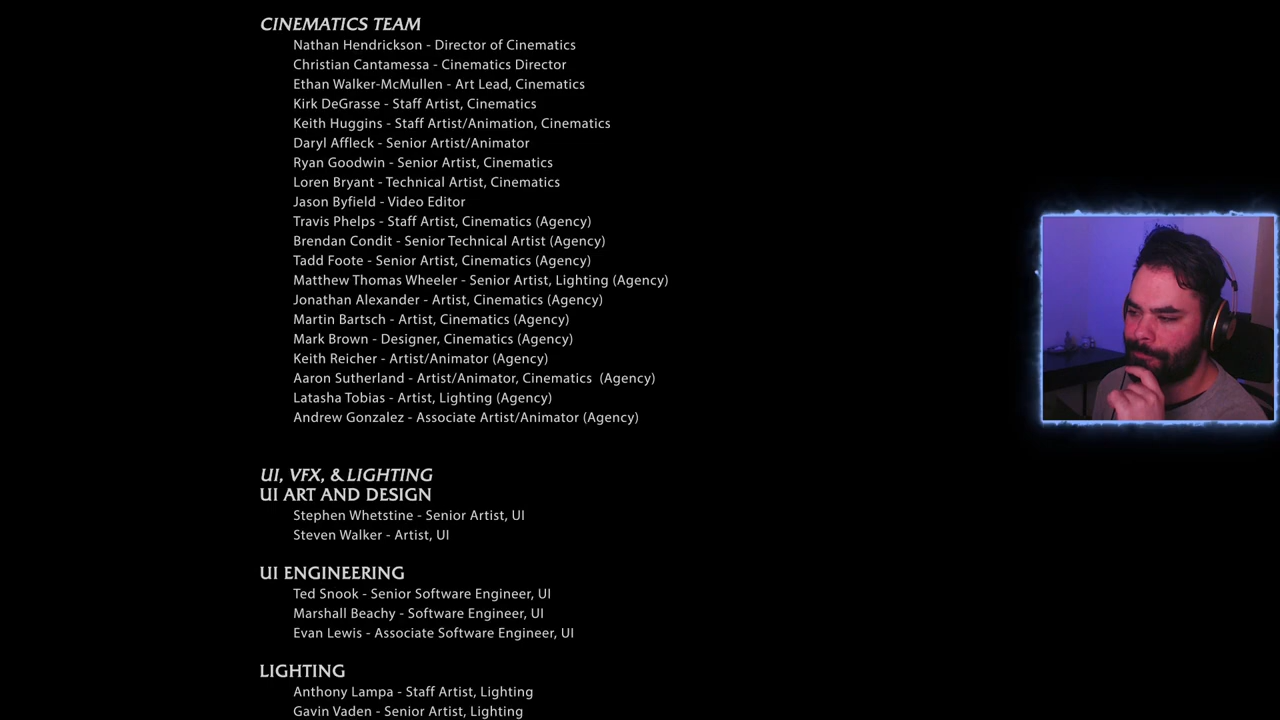 CINEMATICS TEAM
Nathan Hendrickson - Director of Cinematics
Christian Cantamessa - Cinematics Director
Ethan Walker-McMullen - Art Lead, Cinematics
Kirk DeGrasse - Staff Artist, Cinematics
Keith Huggins - Staff Artist/Animation, Cinematics
Daryl Affleck - Senior Artist/Animator
Ryan Goodwin - Senior Artist, Cinematics
Loren Bryant - Technical Artist, Cinematics
Jason Byfield - Video Editor
Travis Phelps - Staff Artist, Cinematics (Agency)
Brendan Condit - Senior Technical Artist (Agency)
Tadd Foote - Senior Artist, Cinematics (Agency)
Matthew Thomas Wheeler - Senior Artist, Lighting (Agency)
Jonathan Alexander - Artist, Cinematics (Agency)
Martin Bartsch - Artist, Cinematics (Agency)
Mark Brown - Designer, Cinematics (Agency)
Keith Reicher - Artist/Animator (Agency)
Aaron Sutherland - Artist/Animator, Cinematics  (Agency)
Latasha Tobias - Artist, Lighting (Agency)
Andrew Gonzalez - Associate Artist/Animator (Agency)
UI, VFX, & LIGHTING
UI ART AND DESIGN
Stephen Whetstine - Senior Artist, UI
Steven Walker - Artist, UI
UI ENGINEERING
Ted Snook - Senior Software Engineer, UI
Marshall Beachy - Software Engineer, UI
Evan Lewis - Associate Software Engineer, UI
LIGHTING
Anthony Lampa - Staff Artist, Lighting
Gavin Vaden - Senior Artist, Lighting